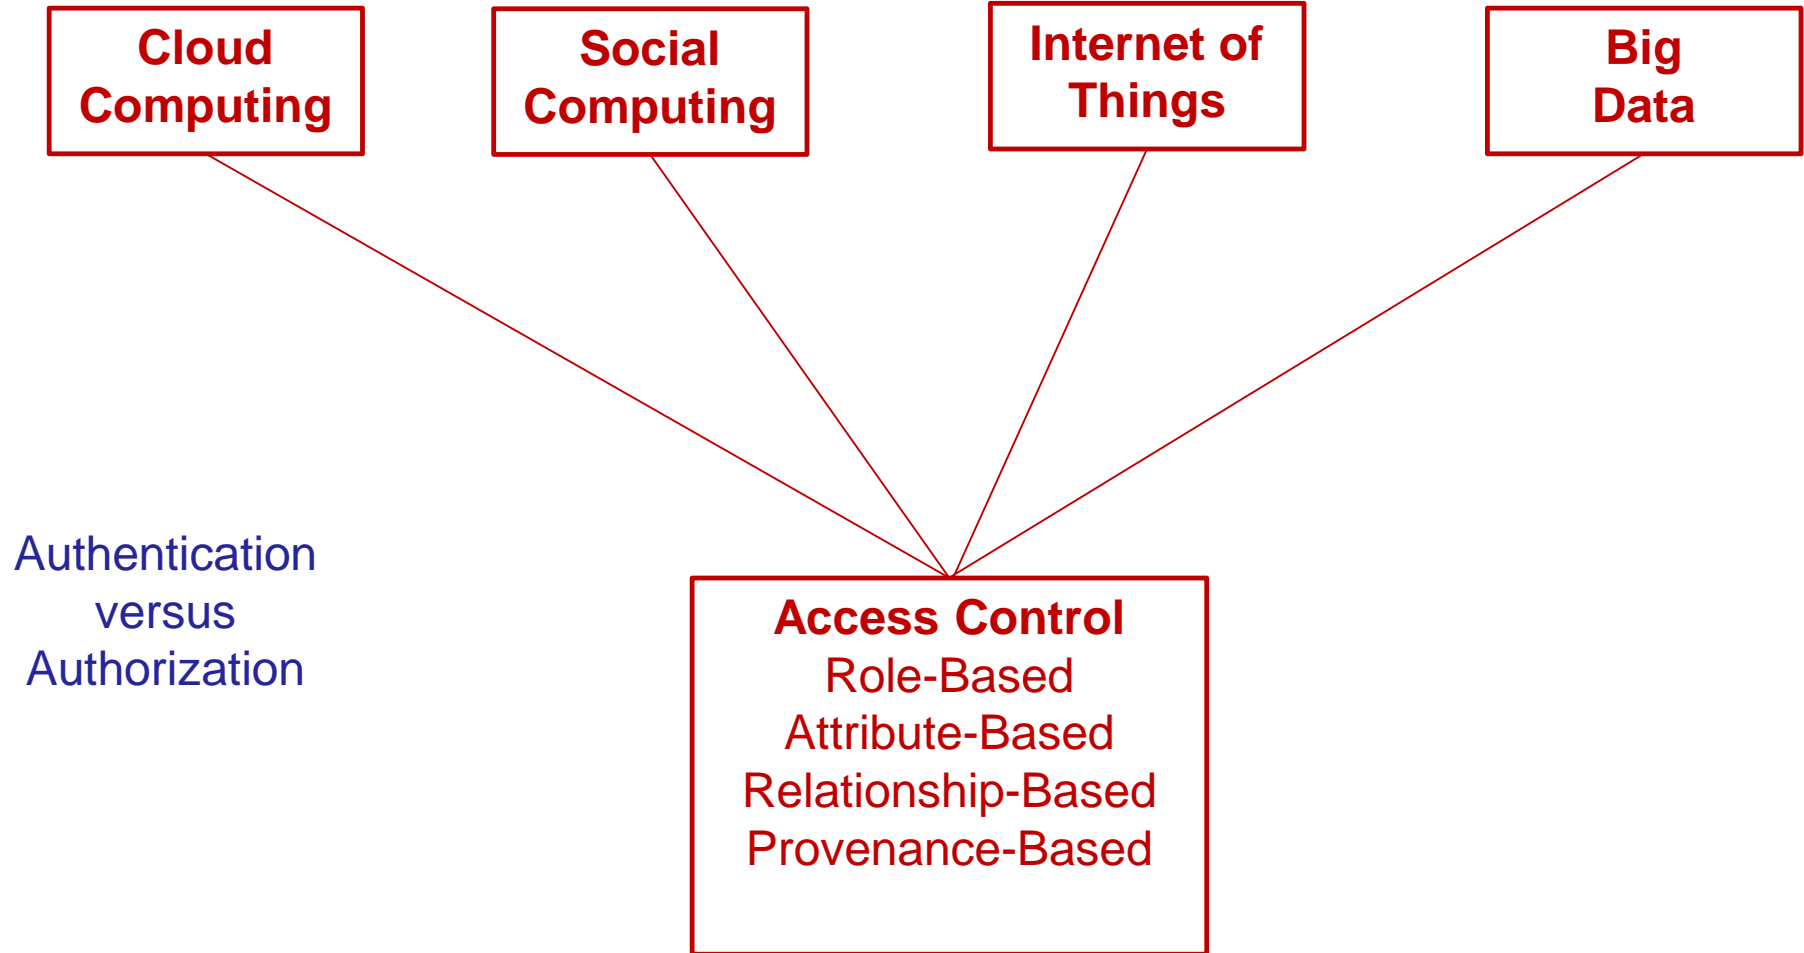 Cloud
Computing
Social
Computing
Internet of
Things
Big
Data
Authentication
versus
Authorization
Access Control
Role-Based
Attribute-Based
Relationship-Based
Provenance-Based